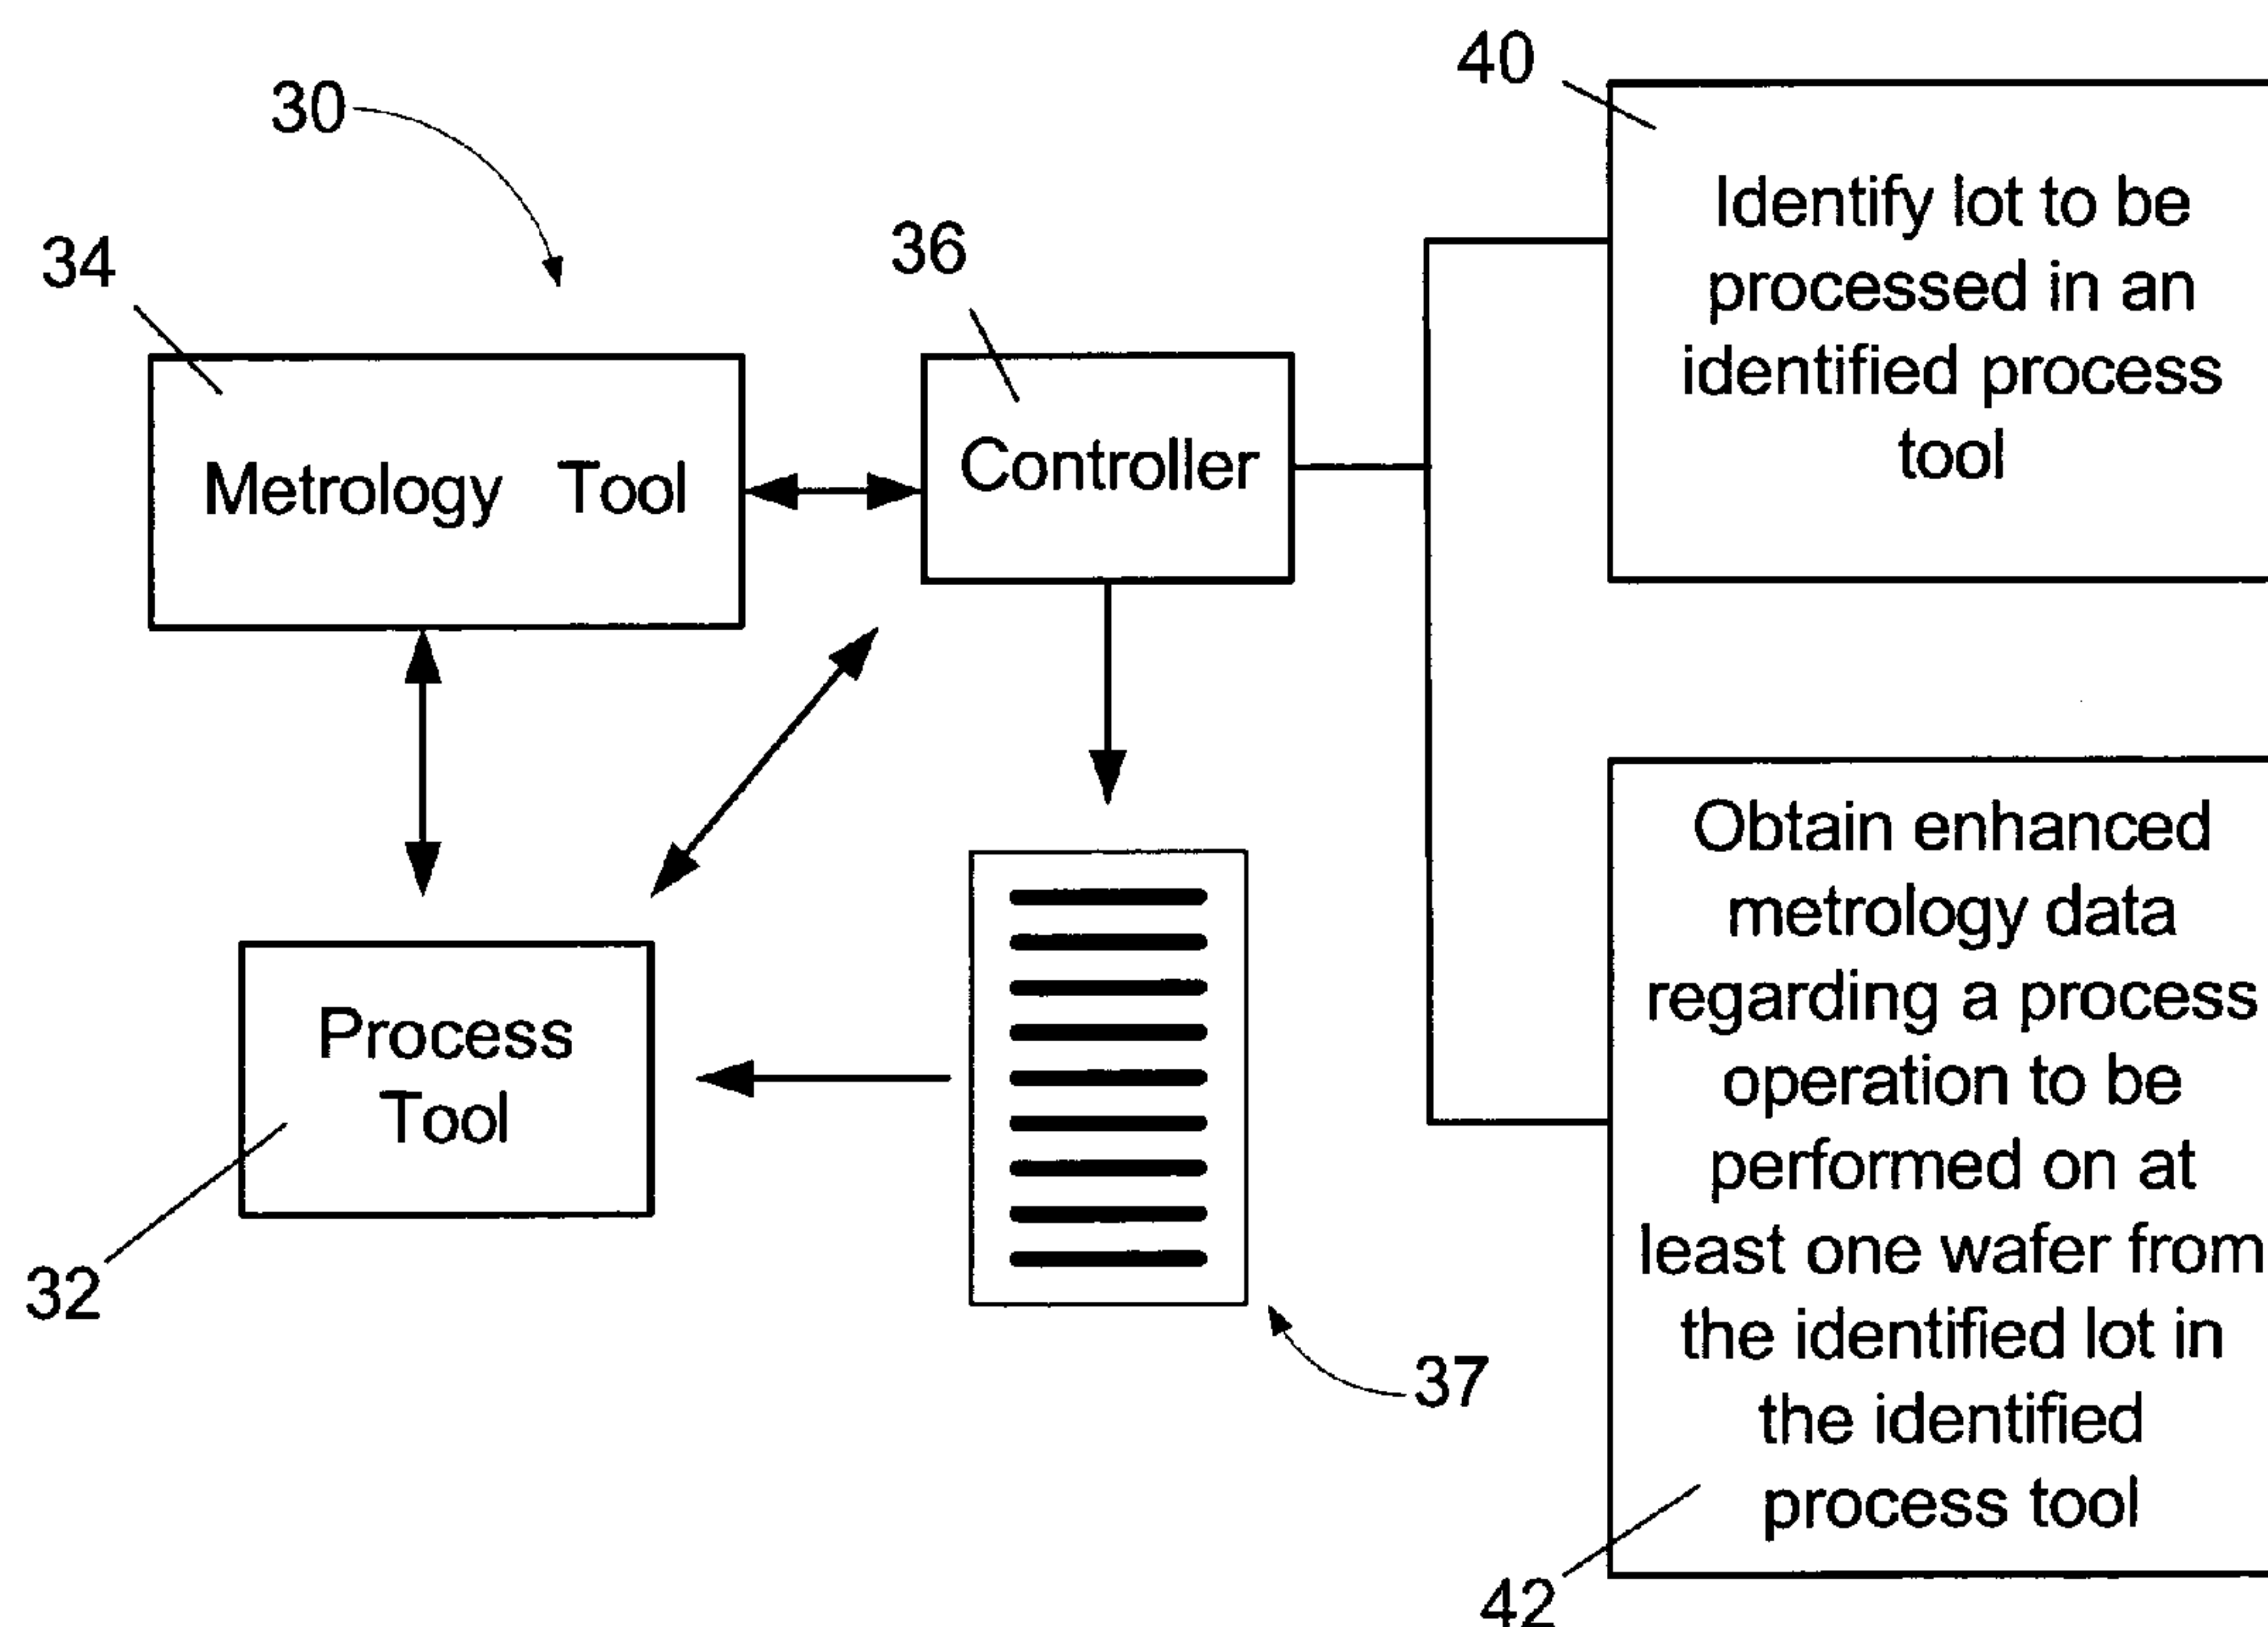 30
34
36
Metrology Tool
Controller
Process
Tool
32
37
40
Identify lot to be
processed in an
identified process
tool
Obtain enhanced
metrology data
regarding a process
operation to be
performed on at
least one wafer from
the identified lot in
the identified
process tool
42